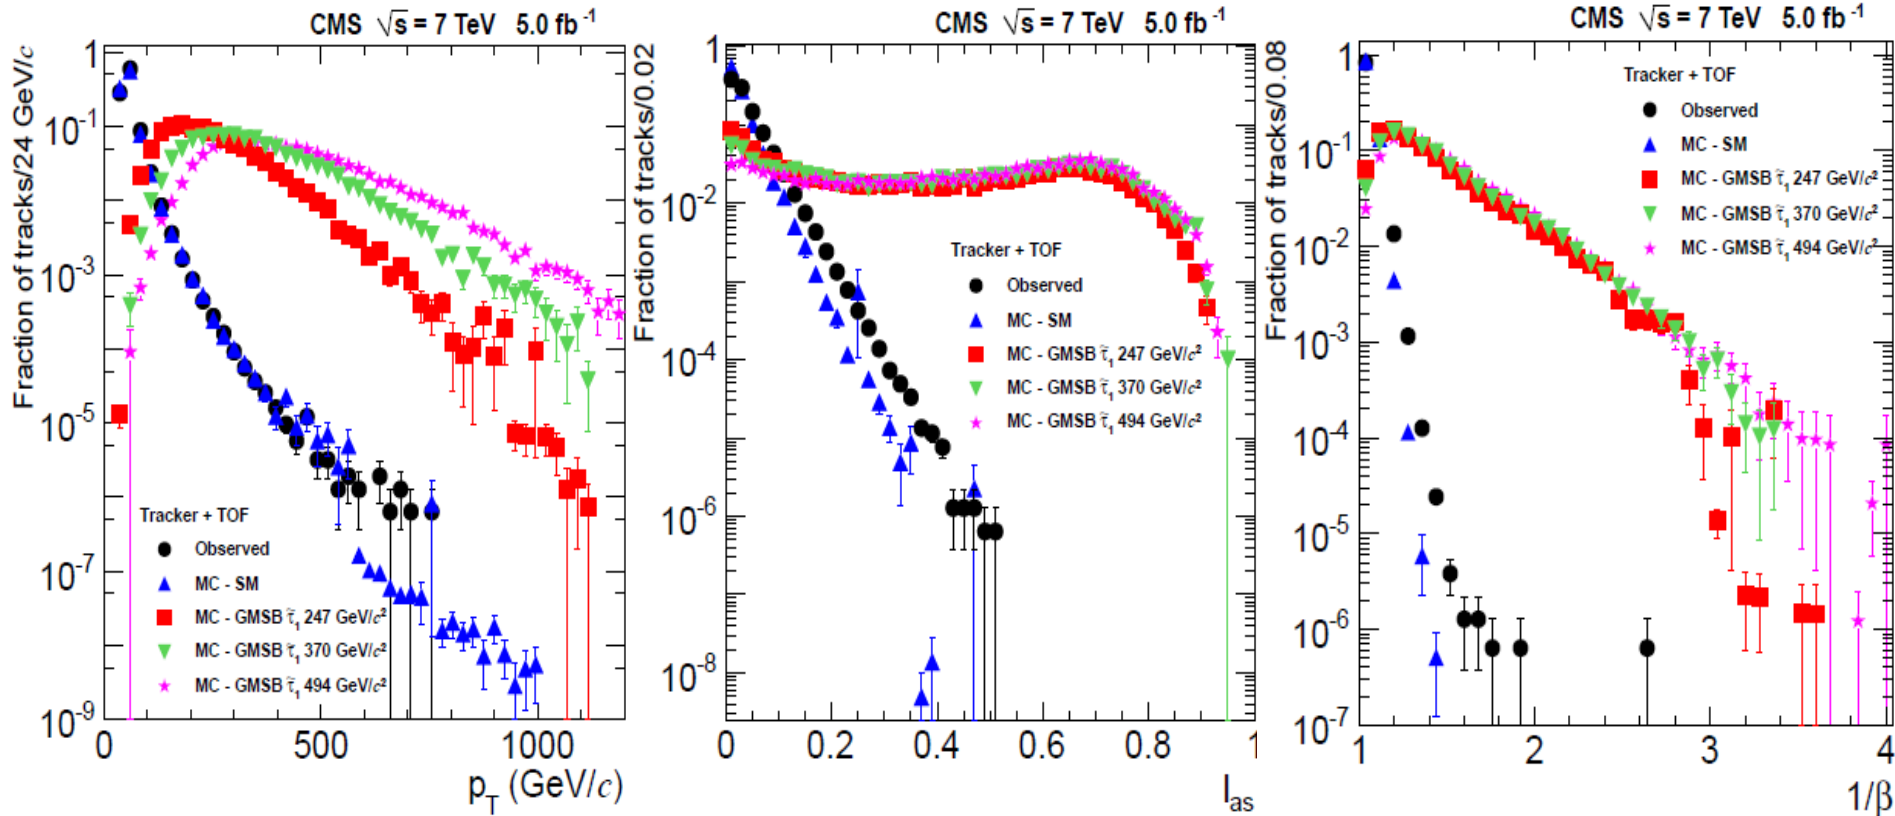 CMS √s = 7 TeV 5.0 fb⁻¹
Fraction of tracks/24 GeV/c
1
10⁻¹
10⁻³
10⁻⁵
10⁻⁷
10⁻⁹
Tracker + TOF
Observed
MC - SM
MC - GMSB τ̃₁ 247 GeV/c²
MC - GMSB τ̃₁ 370 GeV/c²
MC - GMSB τ̃₁ 494 GeV/c²
0 500 1000
p_T (GeV/c)
CMS √s = 7 TeV 5.0 fb⁻¹
Fraction of tracks/0.02
1
10⁻²
10⁻⁴
10⁻⁶
10⁻⁸
Tracker + TOF
Observed
MC - SM
MC - GMSB τ̃₁ 247 GeV/c²
MC - GMSB τ̃₁ 370 GeV/c²
MC - GMSB τ̃₁ 494 GeV/c²
0 0.2 0.4 0.6 0.8 1
I_as
CMS √s = 7 TeV 5.0 fb⁻¹
Fraction of tracks/0.08
1
10⁻¹
10⁻²
10⁻³
10⁻⁴
10⁻⁵
10⁻⁶
10⁻⁷
Tracker + TOF
Observed
MC - SM
MC - GMSB τ̃₁ 247 GeV/c²
MC - GMSB τ̃₁ 370 GeV/c²
MC - GMSB τ̃₁ 494 GeV/c²
1 2 3 4
1/β